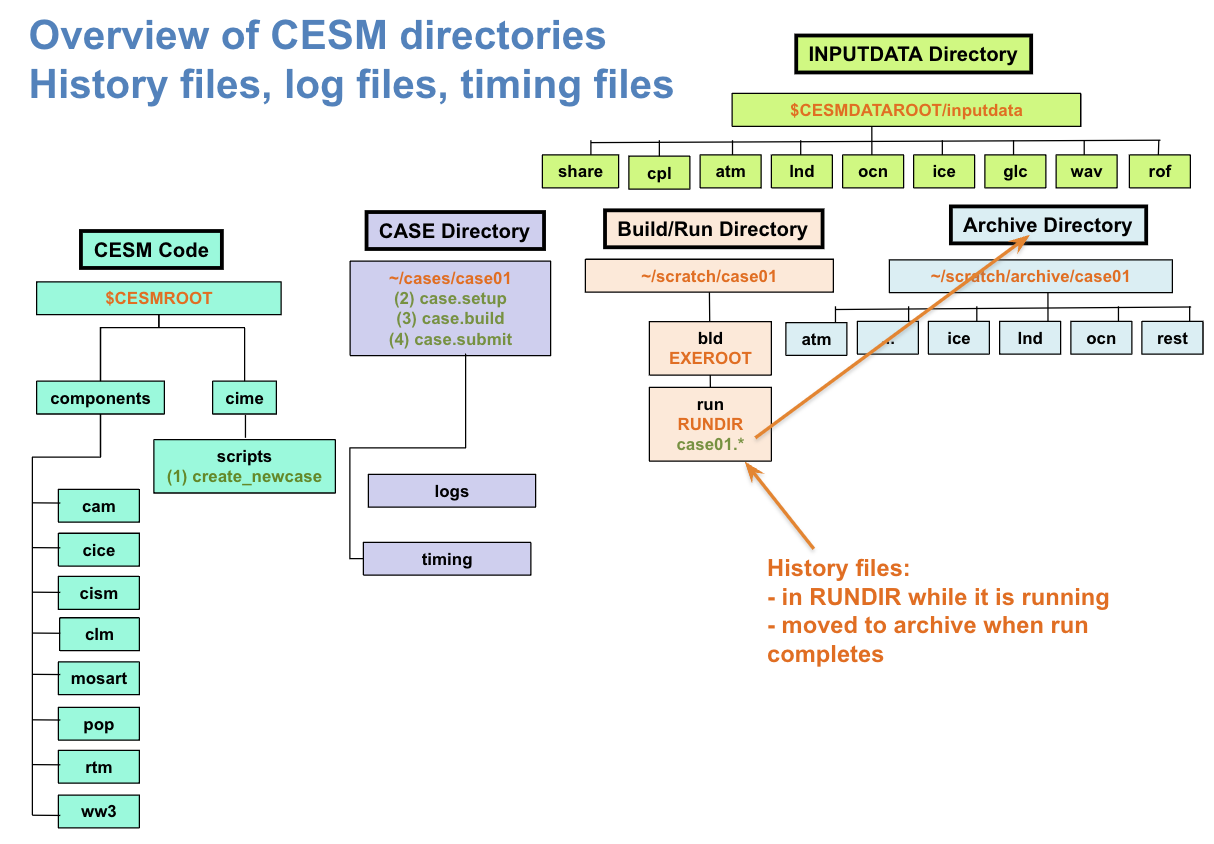 Overview of CESM directories
History files, log files, timing files
INPUTDATA Directory
$CESMDATAROOT/inputdata
share
cpl
atm
lnd
ocn
ice
glc
wav
rof
CESM Code
$CESMROOT
components
cime
scripts
(1) create_newcase
cam
cice
cism
clm
mosart
pop
rtm
ww3
CASE Directory
~/cases/case01
(2) case.setup
(3) case.build
(4) case.submit
logs
timing
Build/Run Directory
~/scratch/case01
bld
EXEROOT
run
RUNDIR
case01.*
Archive Directory
~/scratch/archive/case01
atm
...
ice
lnd
ocn
rest
History files:
- in RUNDIR while it is running
- moved to archive when run
completes